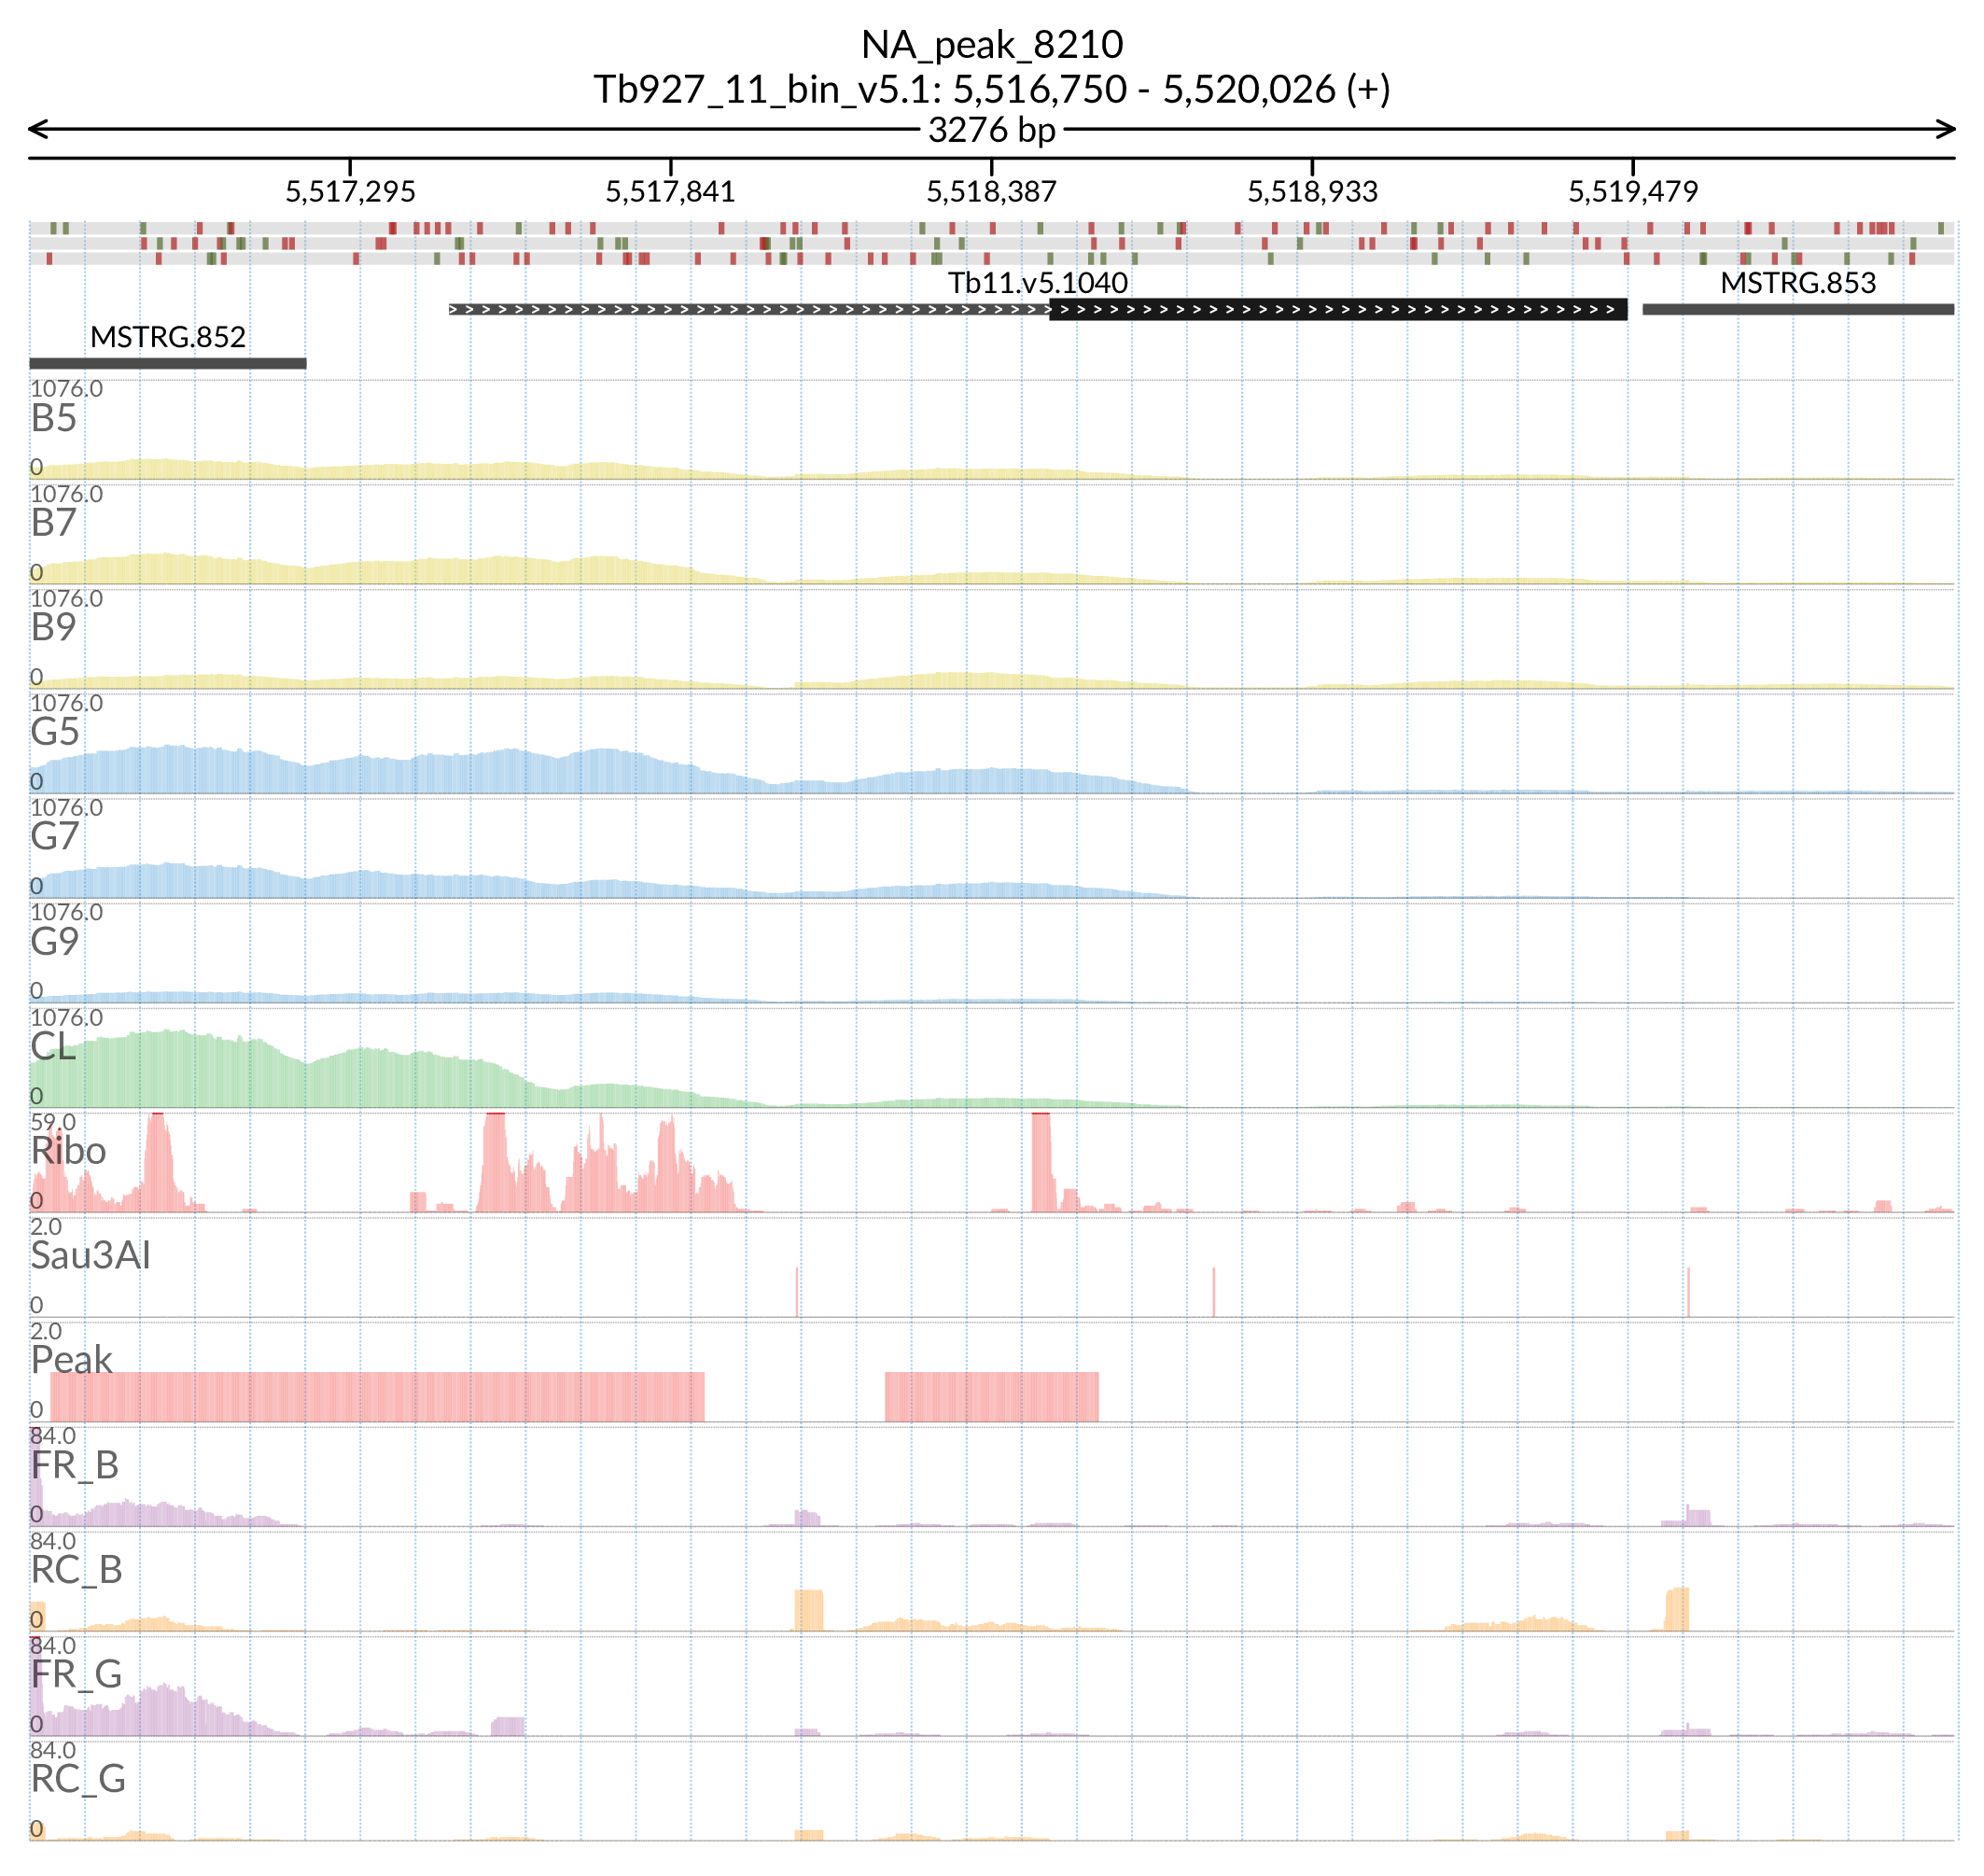 NA_peak_8210
Tb927_11_bin_v5.1: 5,516,750 - 5,520,026 (+)
3276 bp
5,517,295 5,517,841 5,518,387 5,518,933 5,519,479
Tb11.v5.1040 MSTRG.853
MSTRG.852
1076.0
B5
0
1076.0
B7
0
1076.0
B9
0
1076.0
G5
0
1076.0
G7
0
1076.0
G9
0
1076.0
CL
0
59.0
Ribo
0
2.0
Sau3AI
0
2.0
Peak
0
84.0
FR_B
0
84.0
RC_B
0
84.0
FR_G
0
84.0
RC_G
0